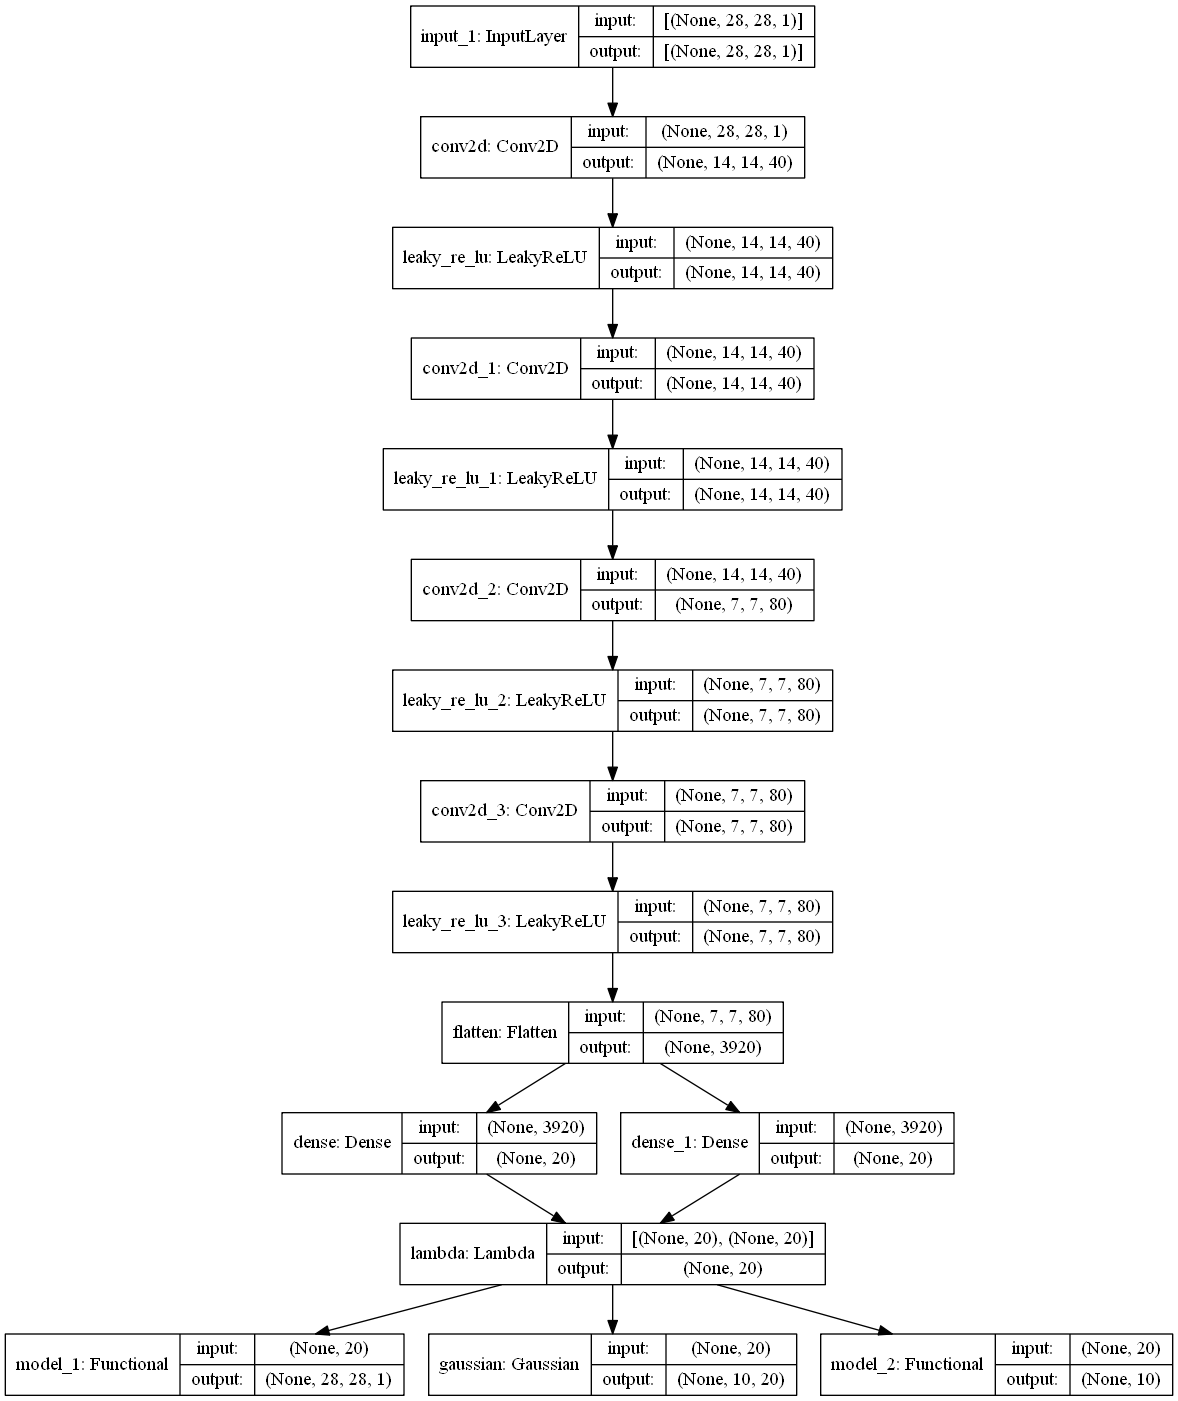 input_1: InputLayer
input: [(None, 28, 28, 1)]
output: [(None, 28, 28, 1)]
conv2d: Conv2D
input: (None, 28, 28, 1)
output: (None, 14, 14, 40)
leaky_re_lu: LeakyReLU
input: (None, 14, 14, 40)
output: (None, 14, 14, 40)
conv2d_1: Conv2D
input: (None, 14, 14, 40)
output: (None, 14, 14, 40)
leaky_re_lu_1: LeakyReLU
input: (None, 14, 14, 40)
output: (None, 14, 14, 40)
conv2d_2: Conv2D
input: (None, 14, 14, 40)
output: (None, 7, 7, 80)
leaky_re_lu_2: LeakyReLU
input: (None, 7, 7, 80)
output: (None, 7, 7, 80)
conv2d_3: Conv2D
input: (None, 7, 7, 80)
output: (None, 7, 7, 80)
leaky_re_lu_3: LeakyReLU
input: (None, 7, 7, 80)
output: (None, 7, 7, 80)
flatten: Flatten
input: (None, 7, 7, 80)
output: (None, 3920)
dense: Dense
input: (None, 3920)
output: (None, 20)
dense_1: Dense
input: (None, 3920)
output: (None, 20)
lambda: Lambda
input: [(None, 20), (None, 20)]
output: (None, 20)
model_1: Functional
input: (None, 20)
output: (None, 28, 28, 1)
gaussian: Gaussian
input: (None, 20)
output: (None, 10, 20)
model_2: Functional
input: (None, 20)
output: (None, 10)